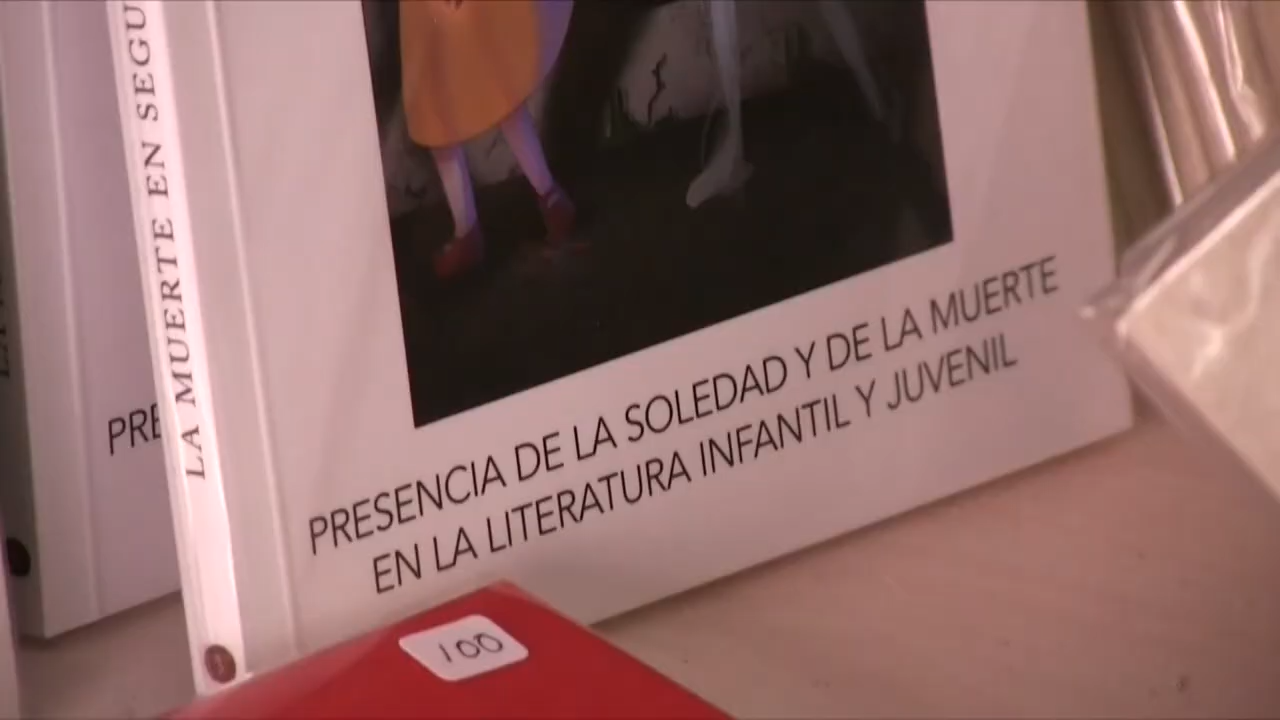 LA MUERTE EN SEGU
PRE
PRESENCIA DE LA SOLEDAD Y DE LA MUERTE
EN LA LITERATURA INFANTIL Y JUVENIL
100